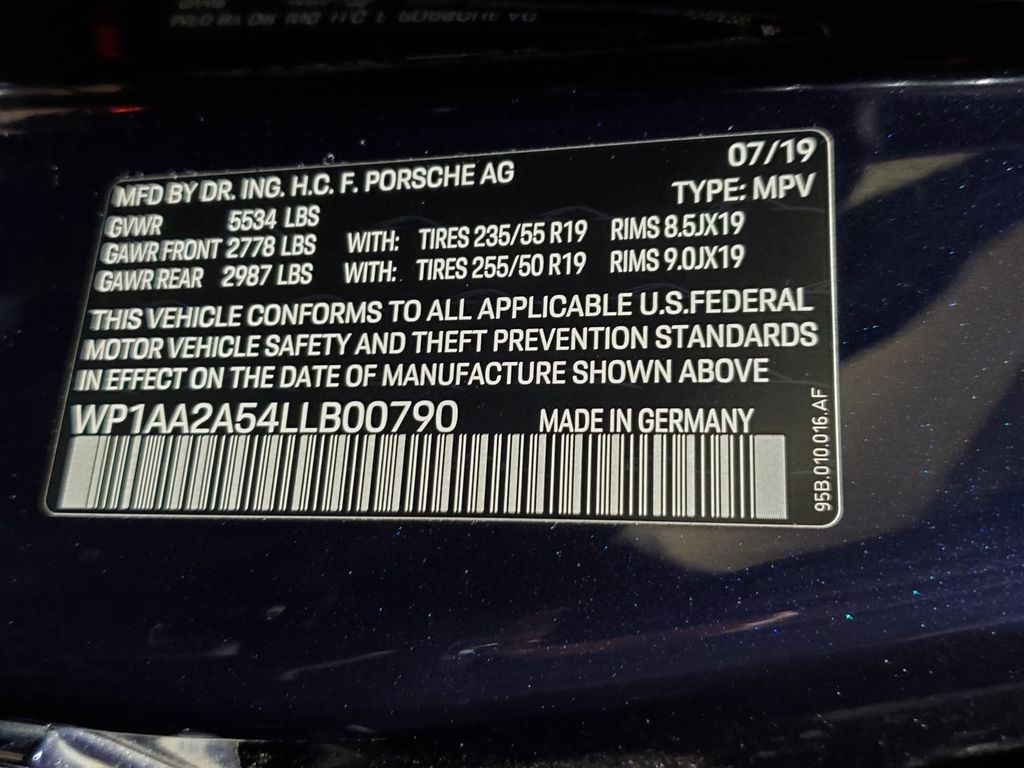 07/19
MFD BY DR. ING. H.C. F. PORSCHE AG
TYPE: MPV
GVWR 5534 LBS
GAWR FRONT 2778 LBS WITH: TIRES 235/55 R19 RIMS 8.5JX19
GAWR REAR 2987 LBS WITH: TIRES 255/50 R19 RIMS 9.0JX19
THIS VEHICLE CONFORMS TO ALL APPLICABLE U.S.FEDERAL
MOTOR VEHICLE SAFETY AND THEFT PREVENTION STANDARDS
IN EFFECT ON THE DATE OF MANUFACTURE SHOWN ABOVE
WP1AA2A54LLB00790 MADE IN GERMANY
95B.010.016.AF